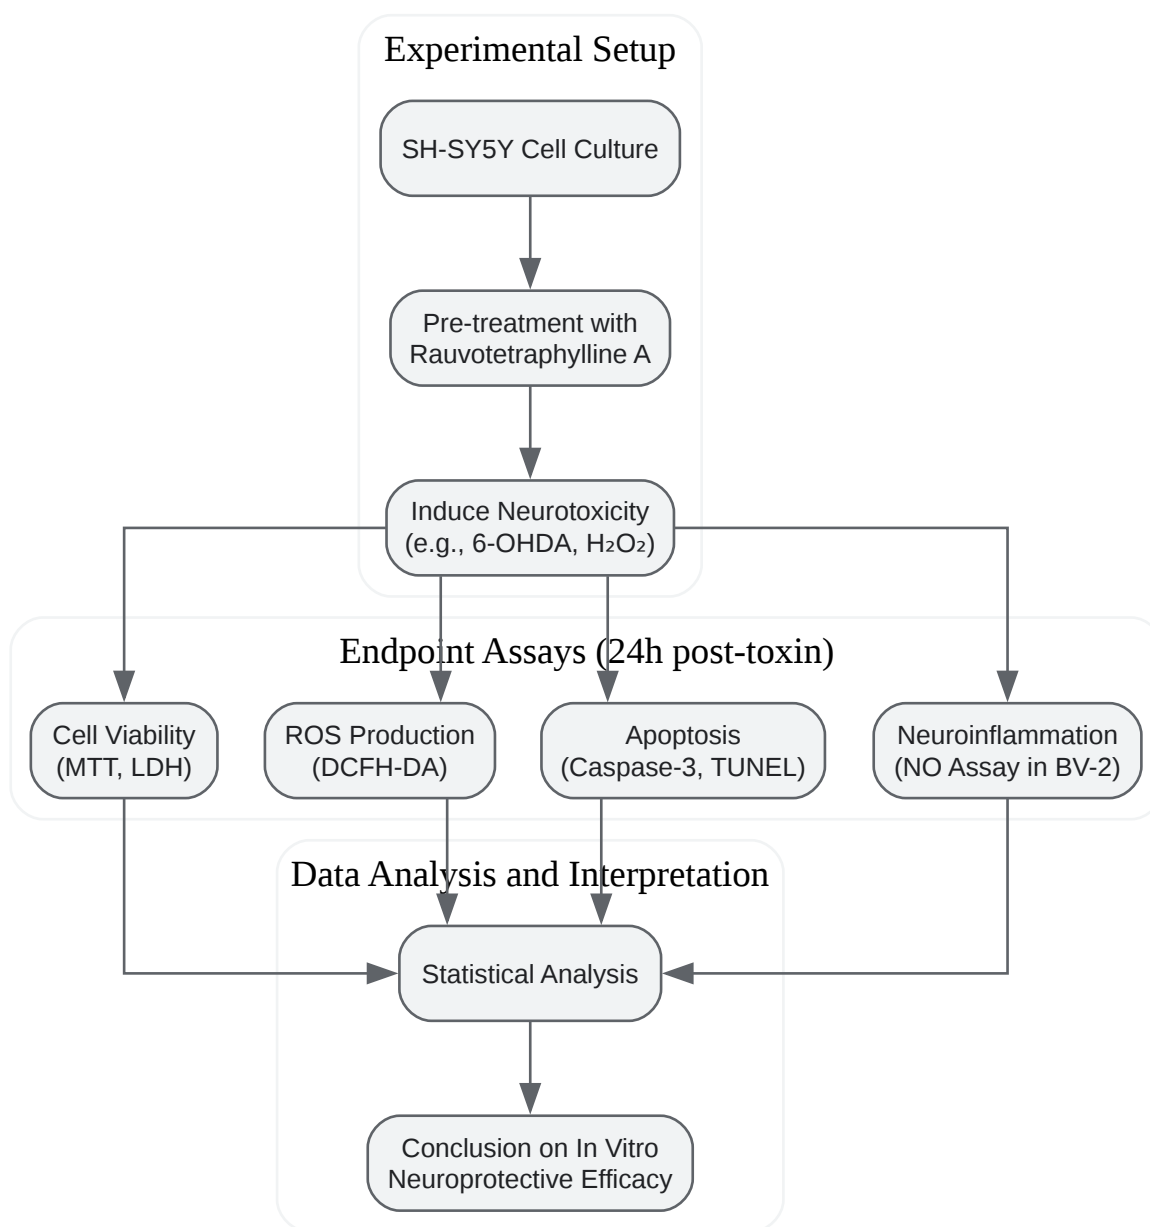 Experimental Setup
SH-SY5Y Cell Culture
Pre-treatment with
Rauvotetraphylline A
Induce Neurotoxicity
(e.g., 6-OHDA, H₂O₂)
Endpoint Assays (24h post-toxin)
Cell Viability
(MTT, LDH)
ROS Production
(DCFH-DA)
Apoptosis
(Caspase-3, TUNEL)
Neuroinflammation
(NO Assay in BV-2)
Data Analysis and Interpretation
Statistical Analysis
Conclusion on In Vitro
Neuroprotective Efficacy